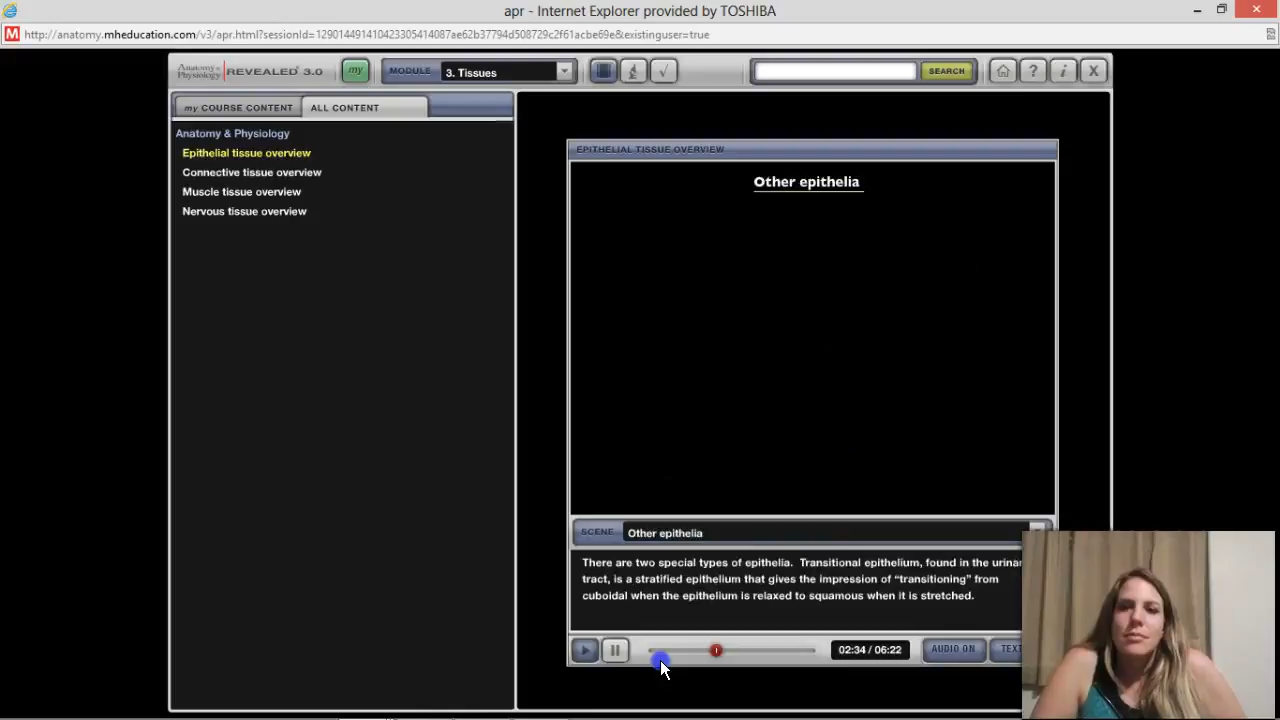 apr - Internet Explorer provided by TOSHIBA
M http://anatomy.mheducation.com/v3/apr.html?sessionId=129014491410423305414087ae62b37794d508729c2f61acbe69e&existinguser=true
Anatomy & Physiology REVEALED 3.0 my MODULE 3. Tissues SEARCH ? i X
my COURSE CONTENT ALL CONTENT
Anatomy & Physiology
Epithelial tissue overview
Connective tissue overview
Muscle tissue overview
Nervous tissue overview
EPITHELIAL TISSUE OVERVIEW
Other epithelia
SCENE Other epithelia
There are two special types of epithelia. Transitional epithelium, found in the urinar
tract, is a stratified epithelium that gives the impression of “transitioning” from
cuboidal when the epithelium is relaxed to squamous when it is stretched.
02:34 / 06:22 AUDIO ON TEXT